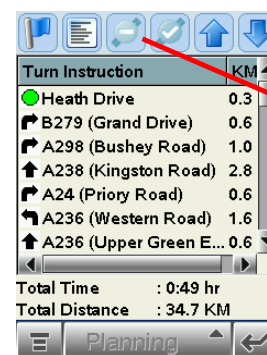 Turn Instruction KM
Heath Drive 0.3
B279 (Grand Drive) 0.6
A298 (Bushey Road) 1.0
A238 (Kingston Road) 2.8
A24 (Priory Road) 0.6
A236 (Western Road) 1.6
A236 (Upper Green E... 0.6
Total Time : 0:49 hr
Total Distance : 34.7 KM
Planning